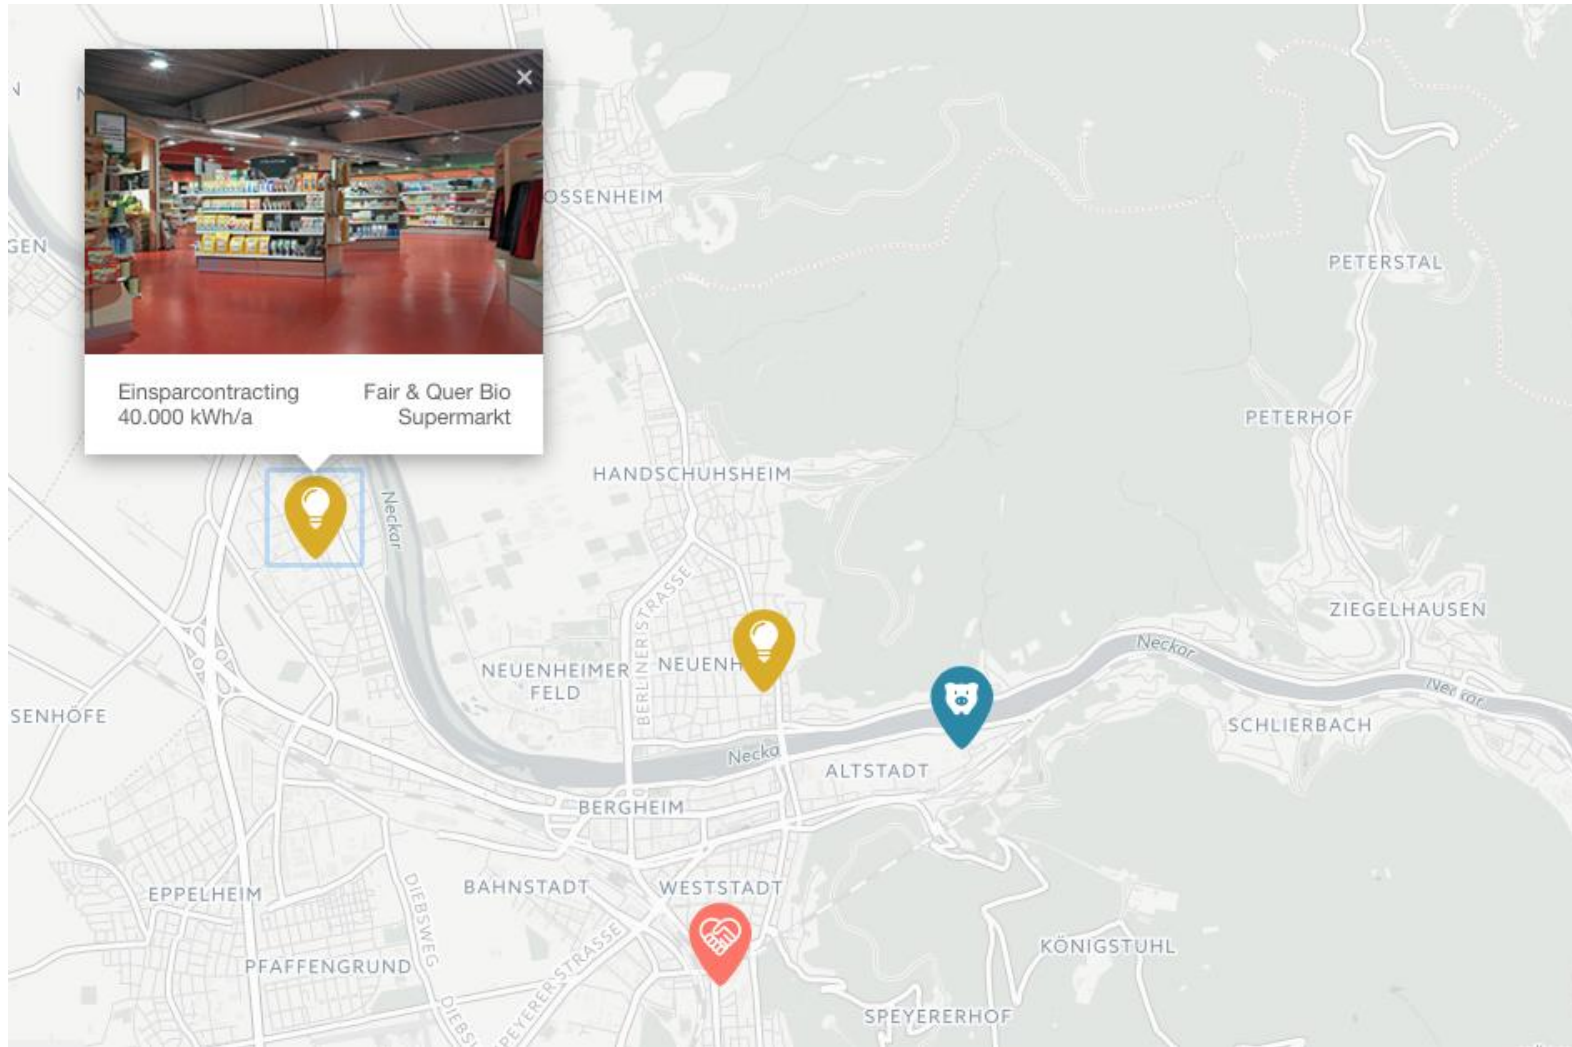 Einsparcontracting
40.000 kWh/a
Fair & Quer Bio
Supermarkt
OSSENHEIM
GEN
PETERSTAL
PETERHOF
HANDSCHUHSHEIM
Neckar
BERLINER STRASSE
ZIEGELHAUSEN
Neckar
NEUENHEIMER
FELD
NEUENH
Neckar
SENHÖFE
SCHLIERBACH
Necka
ALTSTADT
BERGHEIM
EPPELHEIM
BAHNSTADT
WESTSTADT
DIEBSWEG
PFAFFENGRUND
SPEYERER STRASSE
KÖNIGSTUHL
DIEBS
SPEYERERHOF